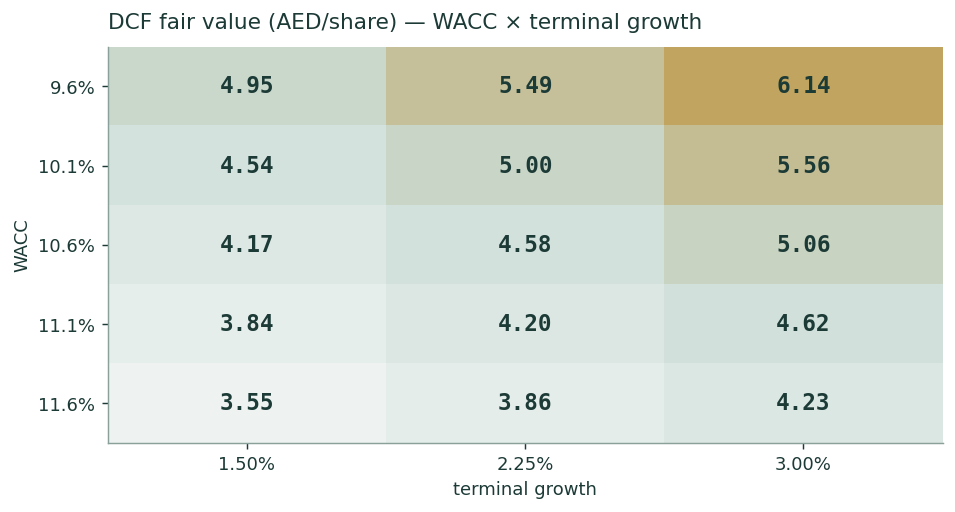 DCF fair value (AED/share) — WACC × terminal growth
9.6% 4.95 5.49 6.14
10.1% 4.54 5.00 5.56
10.6% 4.17 4.58 5.06
11.1% 3.84 4.20 4.62
11.6% 3.55 3.86 4.23
WACC
1.50% 2.25% 3.00%
terminal growth